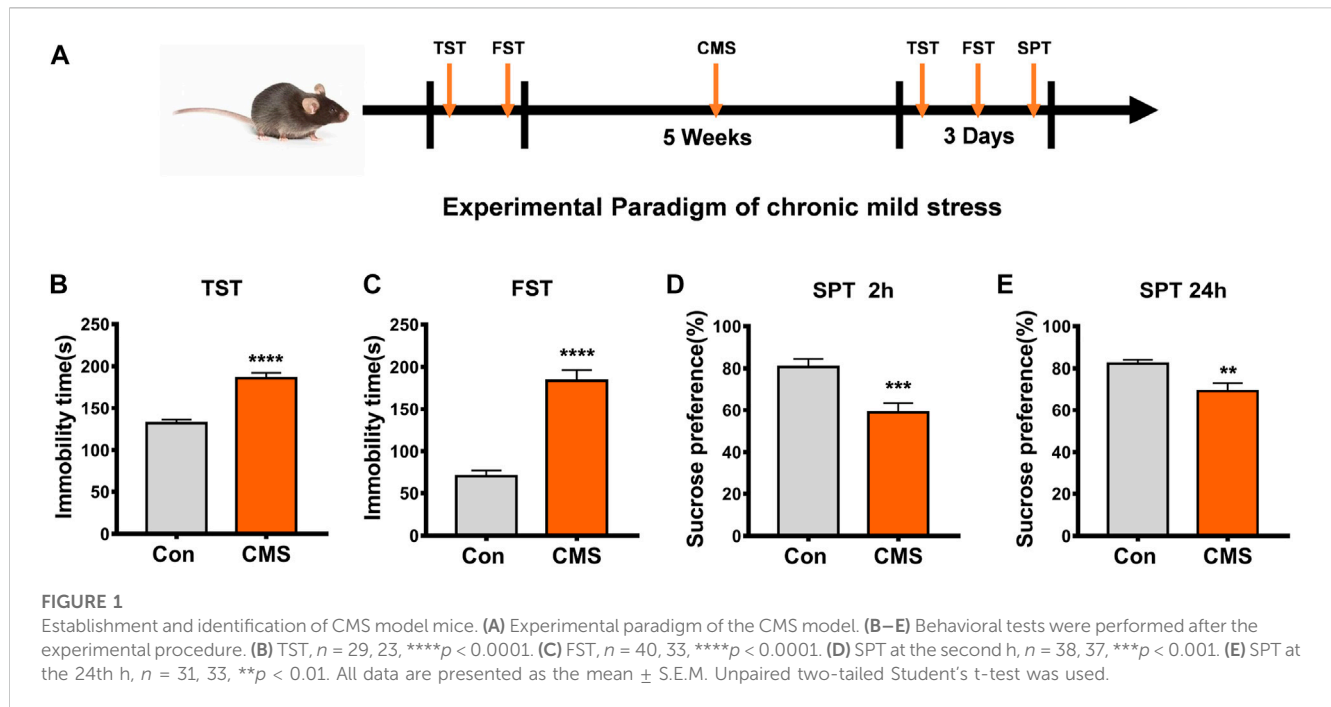 A
TST FST CMS TST FST SPT
5 Weeks 3 Days
Experimental Paradigm of chronic mild stress
B TST
Immobility time(s)
250
200
150
100
50
0
****
Con CMS
C FST
Immobility time(s)
250
200
150
100
50
0
****
Con CMS
D SPT 2h
Sucrose preference(%)
100
80
60
40
20
0
***
Con CMS
E SPT 24h
Sucrose preference(%)
100
80
60
40
20
0
**
Con CMS
FIGURE 1
Establishment and identification of CMS model mice. (A) Experimental paradigm of the CMS model. (B–E) Behavioral tests were performed after the
experimental procedure. (B) TST, n = 29, 23, ****p < 0.0001. (C) FST, n = 40, 33, ****p < 0.0001. (D) SPT at the second h, n = 38, 37, ***p < 0.001. (E) SPT at
the 24th h, n = 31, 33, **p < 0.01. All data are presented as the mean ± S.E.M. Unpaired two-tailed Student's t-test was used.